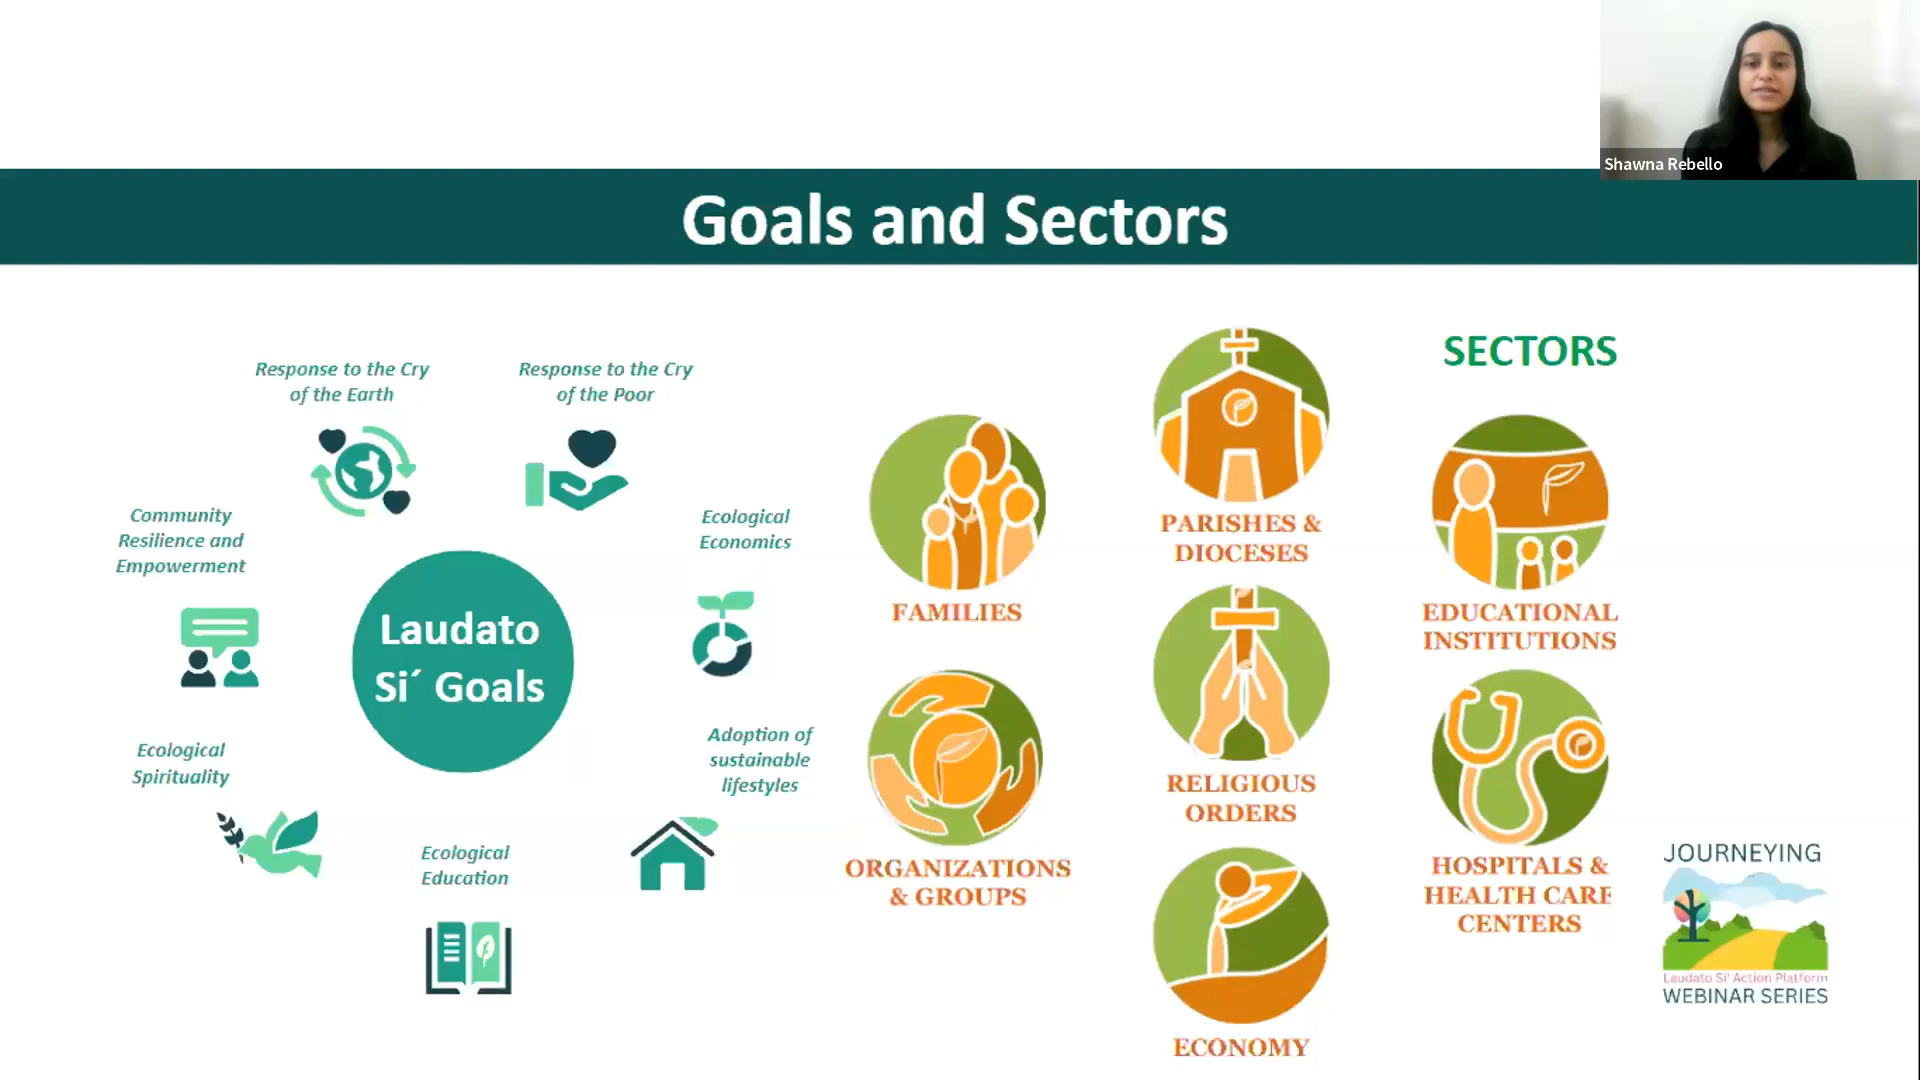 Shawna Rebello
Goals and Sectors
Response to the Cry
of the Earth
Response to the Cry
of the Poor
Ecological
Economics
Adoption of
sustainable
lifestyles
Ecological
Education
Ecological
Spirituality
Community
Resilience and
Empowerment
Laudato
Si´ Goals
SECTORS
FAMILIES
PARISHES &
DIOCESES
EDUCATIONAL
INSTITUTIONS
ORGANIZATIONS
& GROUPS
RELIGIOUS
ORDERS
HOSPITALS &
HEALTH CARE
CENTERS
ECONOMY
JOURNEYING
Laudato Si' Action Platform
WEBINAR SERIES